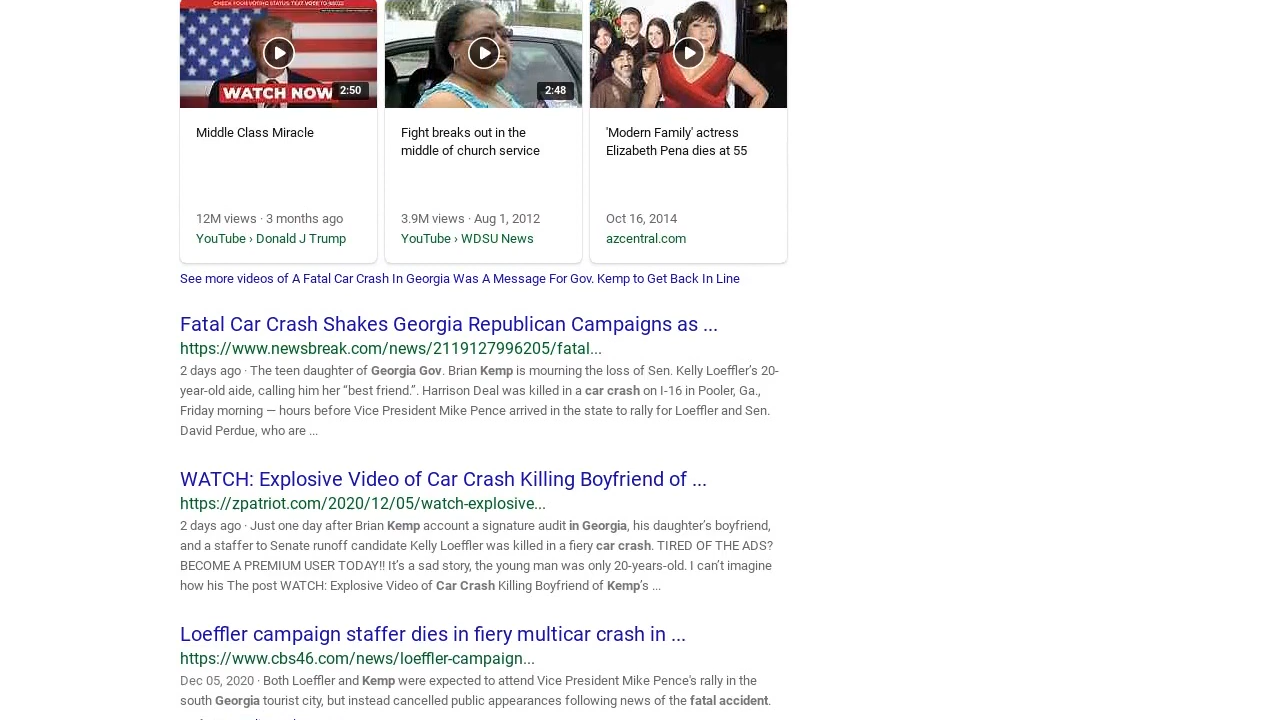 CHECK YOUR VOTING STATUS: TEXT VOTE TO 88022
WATCH NOW
2:50
2:48
Middle Class Miracle
12M views · 3 months ago
YouTube › Donald J Trump
Fight breaks out in the
middle of church service
3.9M views · Aug 1, 2012
YouTube › WDSU News
'Modern Family' actress
Elizabeth Pena dies at 55
Oct 16, 2014
azcentral.com
See more videos of A Fatal Car Crash In Georgia Was A Message For Gov. Kemp to Get Back In Line
Fatal Car Crash Shakes Georgia Republican Campaigns as ...
https://www.newsbreak.com/news/2119127996205/fatal...
2 days ago · The teen daughter of Georgia Gov. Brian Kemp is mourning the loss of Sen. Kelly Loeffler’s 20-
year-old aide, calling him her “best friend.”. Harrison Deal was killed in a car crash on I-16 in Pooler, Ga.,
Friday morning — hours before Vice President Mike Pence arrived in the state to rally for Loeffler and Sen.
David Perdue, who are ...
WATCH: Explosive Video of Car Crash Killing Boyfriend of ...
https://zpatriot.com/2020/12/05/watch-explosive...
2 days ago · Just one day after Brian Kemp account a signature audit in Georgia, his daughter’s boyfriend,
and a staffer to Senate runoff candidate Kelly Loeffler was killed in a fiery car crash. TIRED OF THE ADS?
BECOME A PREMIUM USER TODAY!! It’s a sad story, the young man was only 20-years-old. I can’t imagine
how his The post WATCH: Explosive Video of Car Crash Killing Boyfriend of Kemp’s ...
Loeffler campaign staffer dies in fiery multicar crash in ...
https://www.cbs46.com/news/loeffler-campaign...
Dec 05, 2020 · Both Loeffler and Kemp were expected to attend Vice President Mike Pence's rally in the
south Georgia tourist city, but instead cancelled public appearances following news of the fatal accident.